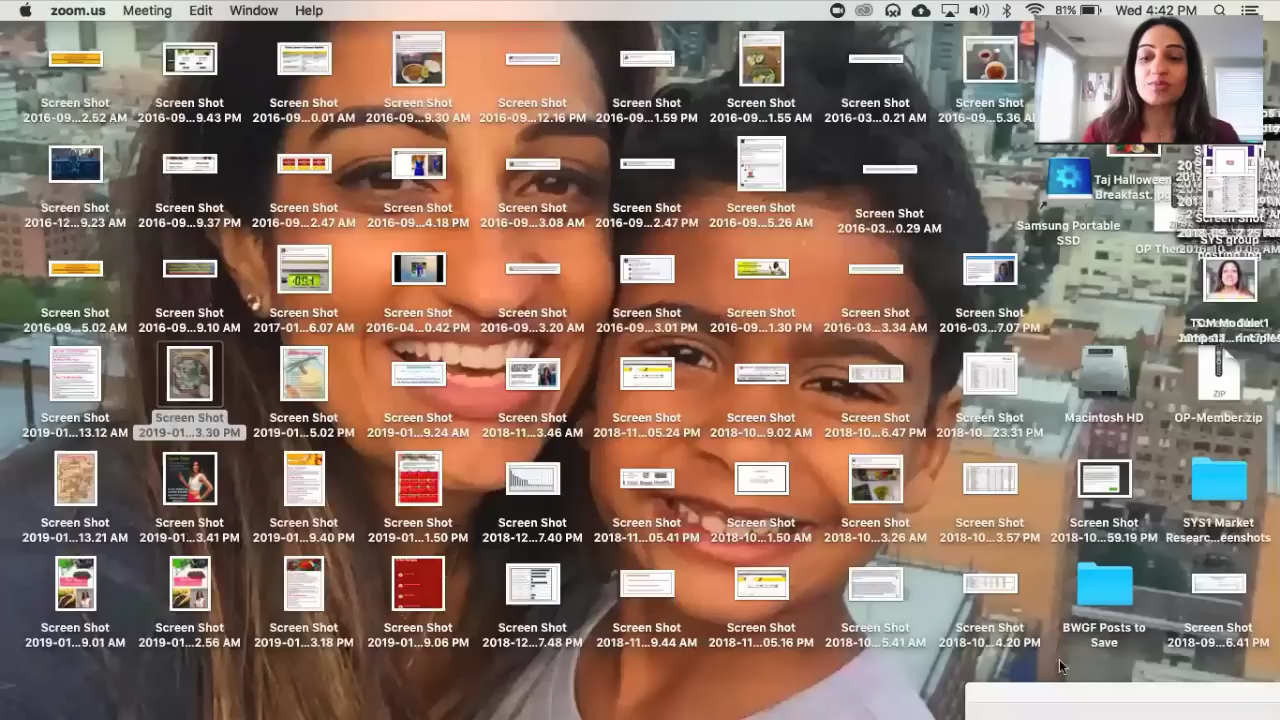 zoom.us Meeting Edit Window Help 81% Wed 4:42 PM
Screen Shot Screen Shot Screen Shot Screen Shot Screen Shot Screen Shot Screen Shot Screen Shot Screen Shot
2016-09...2.52 AM 2016-09...9.43 PM 2016-09...0.01 AM 2016-09...9.30 AM 2016-09...12.16 PM 2016-09...1.59 PM 2016-09...1.55 AM 2016-03...0.21 AM 2016-09...5.36 A
Screen Shot Screen Shot Screen Shot Screen Shot Screen Shot Screen Shot Screen Shot Screen Shot
2016-12...9.23 AM 2016-09...9.37 PM 2016-09...2.47 AM 2016-09...4.18 PM 2016-09...3.08 AM 2016-09...2.47 PM 2016-09...5.26 AM 2016-03...0.29 AM
Taj Halloween
Breakfast
Samsung Portable
SSD
OP
SYS group
Screen Shot Screen Shot Screen Shot Screen Shot Screen Shot Screen Shot Screen Shot Screen Shot Screen Shot
2016-09...5.02 AM 2016-09...9.10 AM 2017-01...6.07 AM 2016-04...0.42 PM 2016-09...3.20 AM 2016-09...3.01 PM 2016-09...1.30 PM 2016-03...3.34 AM 2016-03...7.07 PM
Screen Shot Screen Shot Screen Shot Screen Shot Screen Shot Screen Shot Screen Shot Screen Shot Screen Shot Macintosh HD OP-Member.zip
2019-01...13.12 AM 2019-01...3.30 PM 2019-01...5.02 PM 2019-01...9.24 AM 2018-11...3.46 AM 2018-11...05.24 PM 2018-10...9.02 AM 2018-10...6.47 PM 2018-10...23.31 PM
ZIP
Screen Shot Screen Shot Screen Shot Screen Shot Screen Shot Screen Shot Screen Shot Screen Shot Screen Shot Screen Shot SYS1 Market
2019-01...13.21 AM 2019-01...3.41 PM 2019-01...9.40 PM 2019-01...1.50 PM 2018-12...7.40 PM 2018-11...05.41 PM 2018-10...1.50 AM 2018-10...3.26 AM 2018-10...3.57 PM 2018-10...59.19 PM Researc...eenshots
Screen Shot Screen Shot Screen Shot Screen Shot Screen Shot Screen Shot Screen Shot Screen Shot Screen Shot BWGF Posts to Screen Shot
2019-01...9.01 AM 2019-01...2.56 AM 2019-01...3.18 PM 2019-01...9.06 PM 2018-12...7.48 PM 2018-11...9.44 AM 2018-11...05.16 PM 2018-10...5.41 AM 2018-10...4.20 PM Save 2018-09...6.41 PM